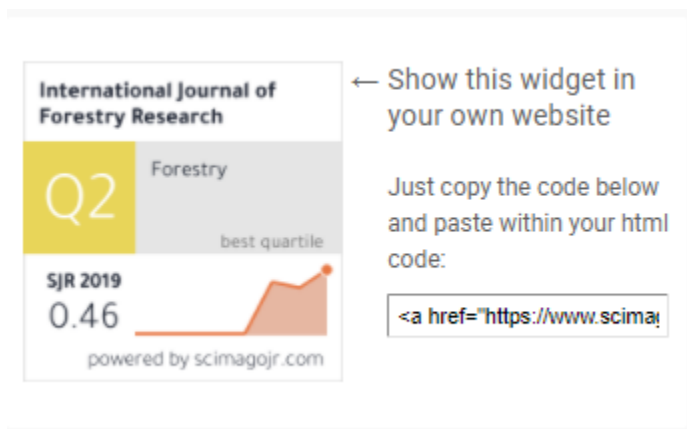 International Journal of
Forestry Research
Q2
Forestry
best quartile
SJR 2019
0.46
powered by scimagojr.com
← Show this widget in
your own website
Just copy the code below
and paste within your html
code:
<a href="https://www.scimag